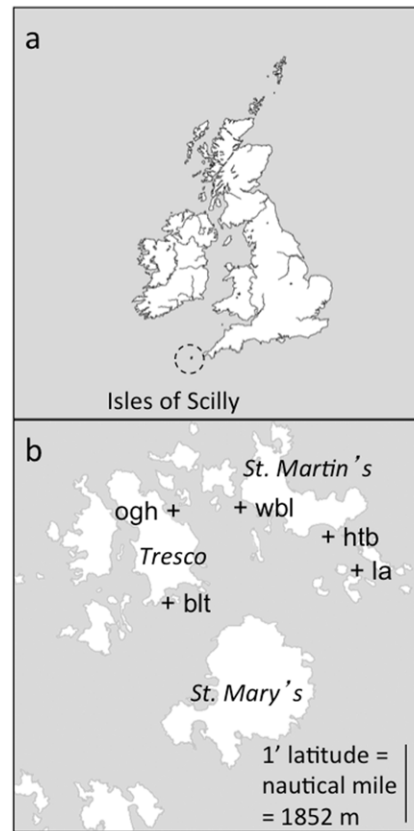 a
Isles of Scilly
b
St. Martin's
ogh + + wbl
Tresco + htb
+ la
+ blt
St. Mary's
1' latitude =
nautical mile
= 1852 m